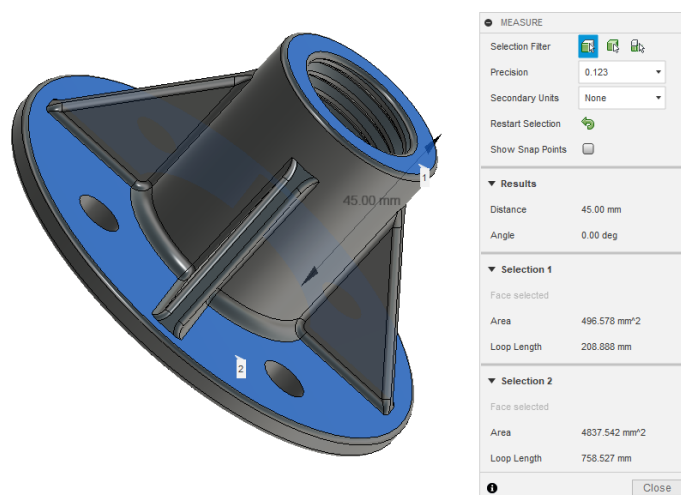 45.00 mm
1
2
MEASURE
Selection Filter
Precision 0.123
Secondary Units None
Restart Selection
Show Snap Points
Results
Distance 45.00 mm
Angle 0.00 deg
Selection 1
Face selected
Area 496.578 mm^2
Loop Length 208.888 mm
Selection 2
Face selected
Area 4837.542 mm^2
Loop Length 758.527 mm
Close